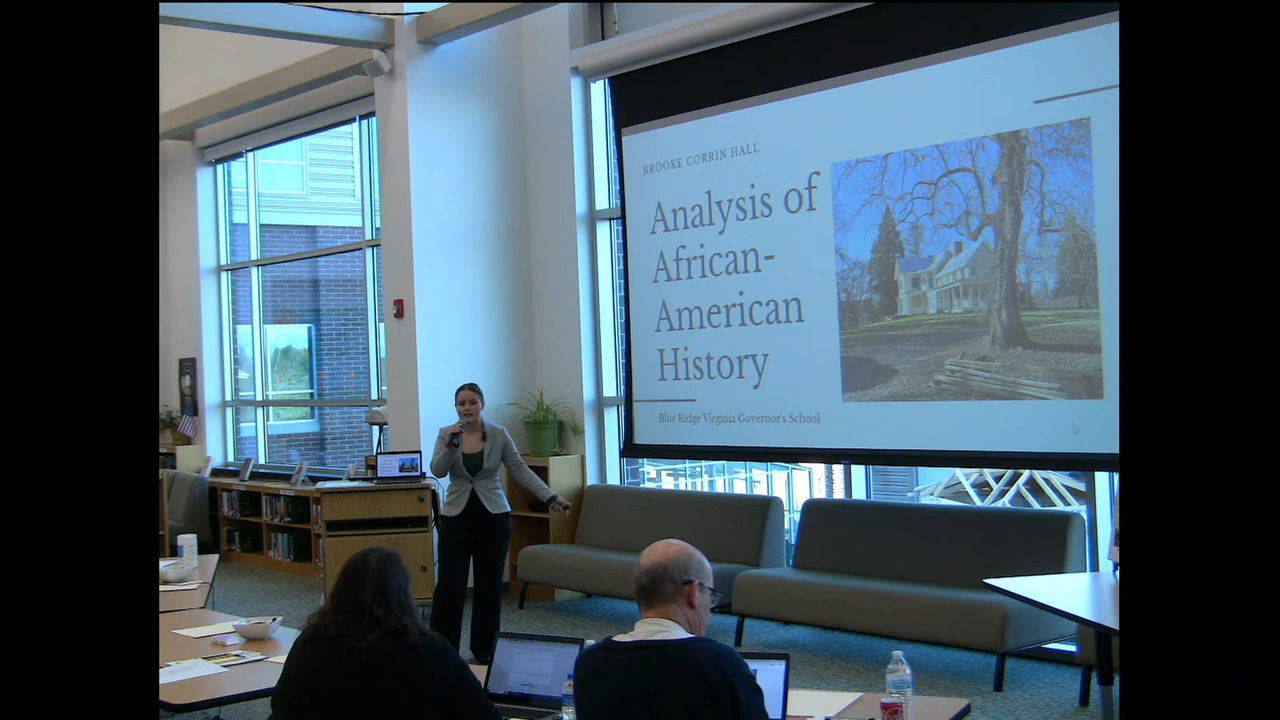 BROOKE CORRIN HALL
Analysis of
African-
American
History
Blue Ridge Virginia Governor's School